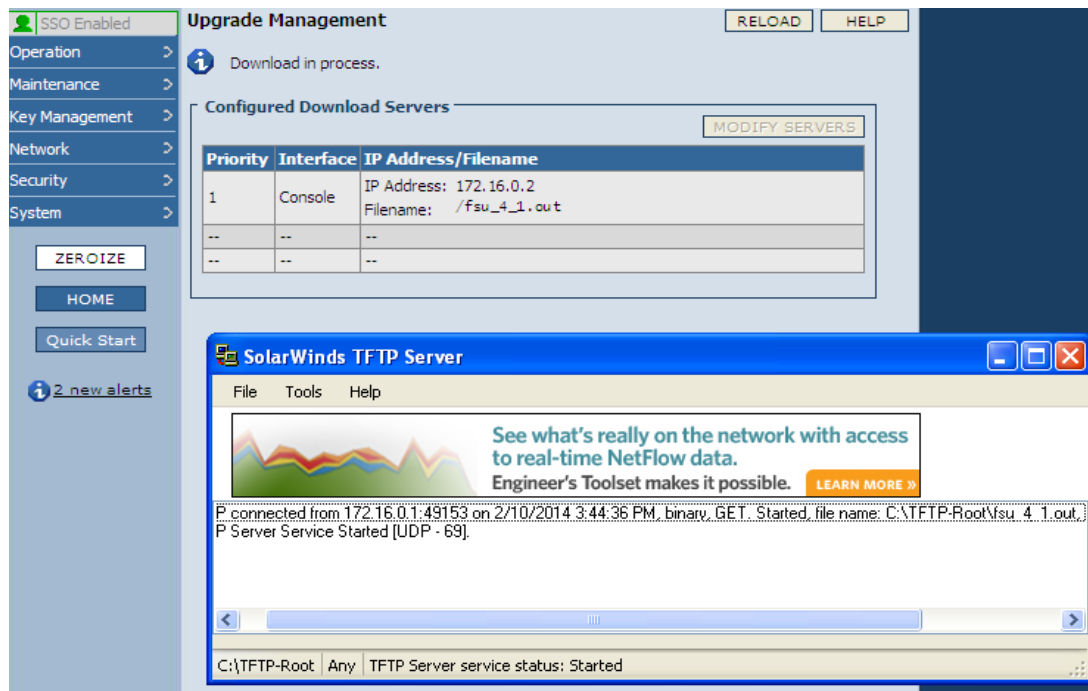 SSO Enabled
Operation
Maintenance
Key Management
Network
Security
System
ZEROIZE
HOME
Quick Start
2 new alerts
Upgrade Management
RELOAD
HELP
Download in process.
Configured Download Servers
MODIFY SERVERS
Priority Interface IP Address/Filename
1 Console IP Address: 172.16.0.2
Filename: /fsu_4_1.out
-- -- --
-- -- --
SolarWinds TFTP Server
File Tools Help
See what's really on the network with access
to real-time NetFlow data.
Engineer's Toolset makes it possible.
LEARN MORE »
P connected from 172.16.0.1:49153 on 2/10/2014 3:44:36 PM, binary, GET. Started, file name: C:\TFTP-Root\fsu_4_1.out,
P Server Service Started [UDP - 69].
C:\TFTP-Root Any TFTP Server service status: Started